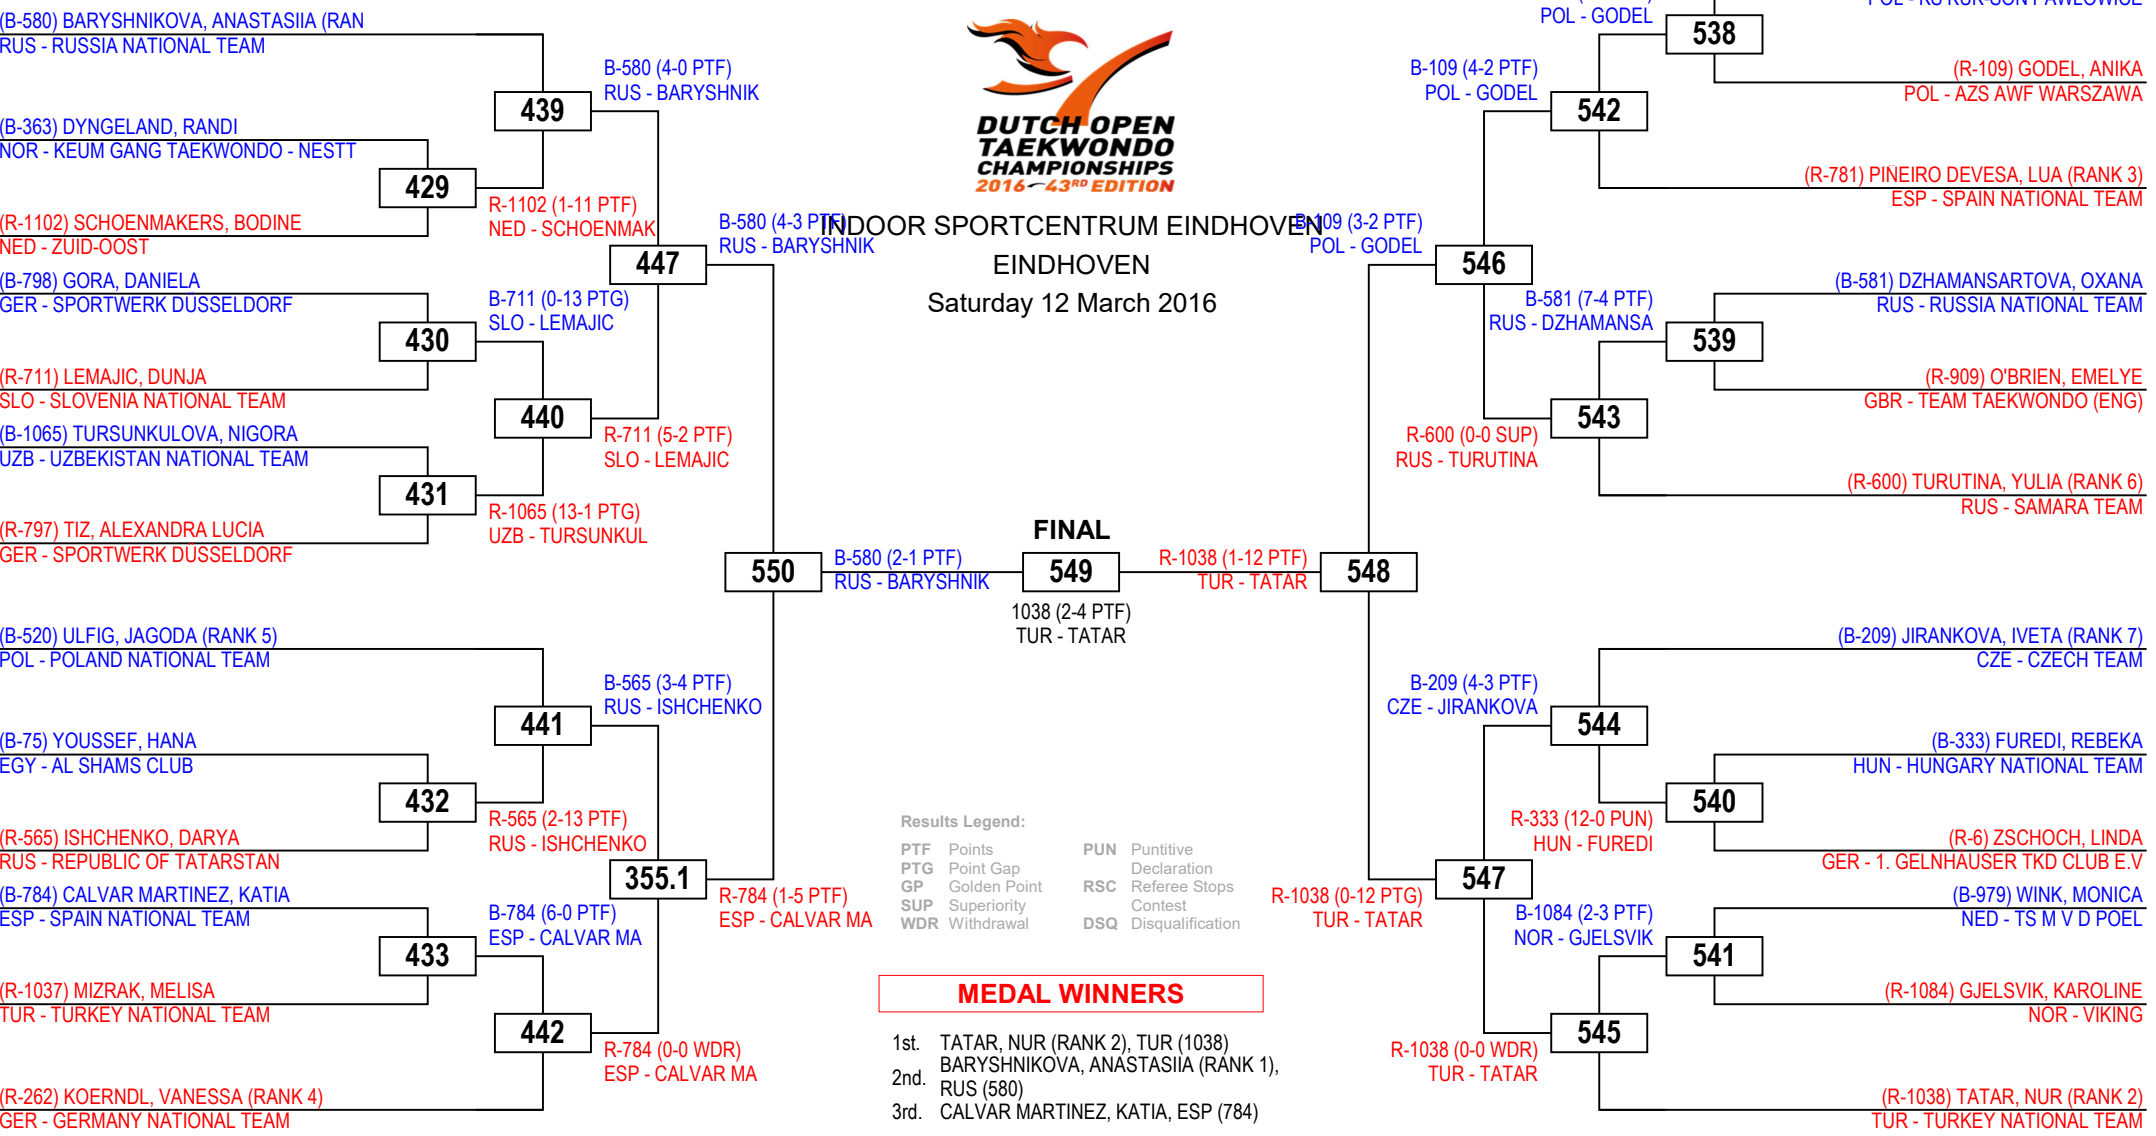 (B-580) BARYSHNIKOVA, ANASTASIIA (RAN
RUS - RUSSIA NATIONAL TEAM
439
B-580 (4-0 PTF)
RUS - BARYSHNIK
(B-363) DYNGELAND, RANDI
NOR - KEUM GANG TAEKWONDO - NESTT
429
R-1102 (1-11 PTF)
NED - SCHOENMAK
(R-1102) SCHOENMAKERS, BODINE
NED - ZUID-OOST
447
B-580 (4-3 PTF)
RUS - BARYSHNIK
(B-798) GORA, DANIELA
GER - SPORTWERK DÜSSELDORF
430
B-711 (0-13 PTG)
SLO - LEMAJIC
(R-711) LEMAJIC, DUNJA
SLO - SLOVENIA NATIONAL TEAM
440
R-711 (5-2 PTF)
SLO - LEMAJIC
(B-1065) TURSUNKULOVA, NIGORA
UZB - UZBEKISTAN NATIONAL TEAM
431
R-1065 (13-1 PTG)
UZB - TURSUNKUL
(R-797) TIZ, ALEXANDRA LUCIA
GER - SPORTWERK DÜSSELDORF
550
B-580 (2-1 PTF)
RUS - BARYSHNIK
(B-520) ULFIG, JAGODA (RANK 5)
POL - POLAND NATIONAL TEAM
441
B-565 (3-4 PTF)
RUS - ISHCHENKO
(B-75) YOUSSEF, HANA
EGY - AL SHAMS CLUB
432
R-565 (2-13 PTF)
RUS - ISHCHENKO
(R-565) ISHCHENKO, DARYA
RUS - REPUBLIC OF TATARSTAN
355.1
R-784 (1-5 PTF)
ESP - CALVAR MA
(B-784) CALVAR MARTINEZ, KATIA
ESP - SPAIN NATIONAL TEAM
433
B-784 (6-0 PTF)
ESP - CALVAR MA
(R-1037) MIZRAK, MELISA
TUR - TURKEY NATIONAL TEAM
442
R-784 (0-0 WDR)
ESP - CALVAR MA
(R-262) KOERNDL, VANESSA (RANK 4)
GER - GERMANY NATIONAL TEAM
DUTCH OPEN
TAEKWONDO
CHAMPIONSHIPS
2016 43RD EDITION
INDOOR SPORTCENTRUM EINDHOVEN
EINDHOVEN
Saturday 12 March 2016
FINAL
549
1038 (2-4 PTF)
TUR - TATAR
Results Legend:
PTF Points
PTG Point Gap
GP Golden Point
SUP Superiority
WDR Withdrawal
PUN Puntitive
Declaration
RSC Referee Stops
Contest
DSQ Disqualification
MEDAL WINNERS
1st. TATAR, NUR (RANK 2), TUR (1038)
2nd. BARYSHNIKOVA, ANASTASIIA (RANK 1),
RUS (580)
3rd. CALVAR MARTINEZ, KATIA, ESP (784)
POL - GODEL
538
(R-109) GODEL, ANIKA
POL - AZS AWF WARSZAWA
B-109 (4-2 PTF)
POL - GODEL
542
(R-781) PIÑEIRO DEVESA, LUA (RANK 3)
ESP - SPAIN NATIONAL TEAM
B-109 (3-2 PTF)
POL - GODEL
546
(B-581) DZHAMANSARTOVA, OXANA
RUS - RUSSIA NATIONAL TEAM
B-581 (7-4 PTF)
RUS - DZHAMANSA
539
(R-909) O'BRIEN, EMELYE
GBR - TEAM TAEKWONDO (ENG)
543
R-600 (0-0 SUP)
RUS - TURUTINA
(R-600) TURUTINA, YULIA (RANK 6)
RUS - SAMARA TEAM
R-1038 (1-12 PTF)
TUR - TATAR
548
(B-209) JIRANKOVA, IVETA (RANK 7)
CZE - CZECH TEAM
B-209 (4-3 PTF)
CZE - JIRANKOVA
544
(B-333) FUREDI, REBEKA
HUN - HUNGARY NATIONAL TEAM
540
R-333 (12-0 PUN)
HUN - FUREDI
(R-6) ZSCHOCH, LINDA
GER - 1. GELNHÄUSER TKD CLUB E.V
547
R-1038 (0-12 PTG)
TUR - TATAR
(B-979) WINK, MONICA
NED - TS M V D POEL
B-1084 (2-3 PTF)
NOR - GJELSVIK
541
(R-1084) GJELSVIK, KAROLINE
NOR - VIKING
545
R-1038 (0-0 WDR)
TUR - TATAR
(R-1038) TATAR, NUR (RANK 2)
TUR - TURKEY NATIONAL TEAM